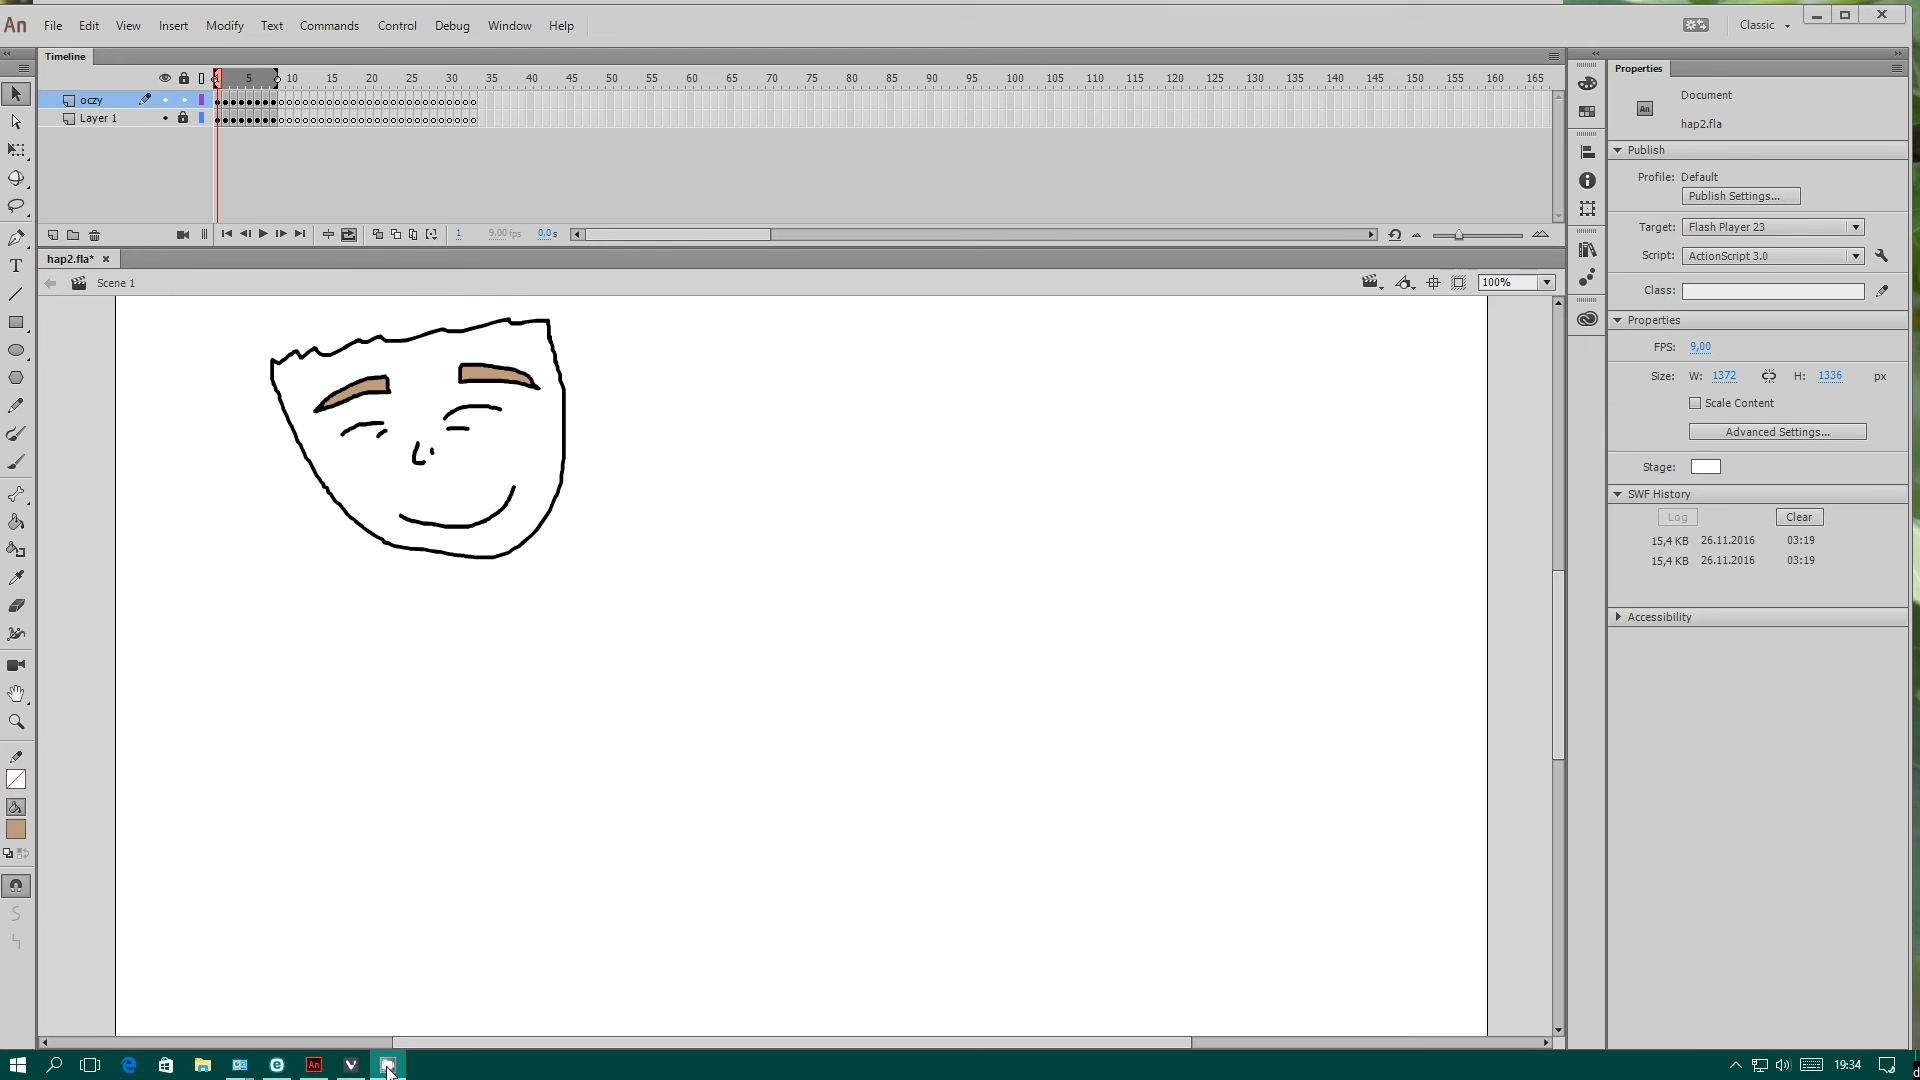 An File Edit View Insert Modify Text Commands Control Debug Window Help Classic
Timeline
1 5 10 15 20 25 30 35 40 45 50 55 60 65 70 75 80 85 90 95 100 105 110 115 120 125 130 135 140 145 150 155 160 165
oczy
Layer 1
1 9,00 fps 0,0 s
hap2.fla*
Scene 1
100%
Properties
An
Document
hap2.fla
Publish
Profile: Default
Publish Settings...
Target: Flash Player 23
Script: ActionScript 3.0
Class:
Properties
FPS: 9,00
Size: W: 1372 H: 1336 px
Scale Content
Advanced Settings...
Stage:
SWF History
Log Clear
15,4 KB 26.11.2016 03:19
15,4 KB 26.11.2016 03:19
Accessibility
An
19:34